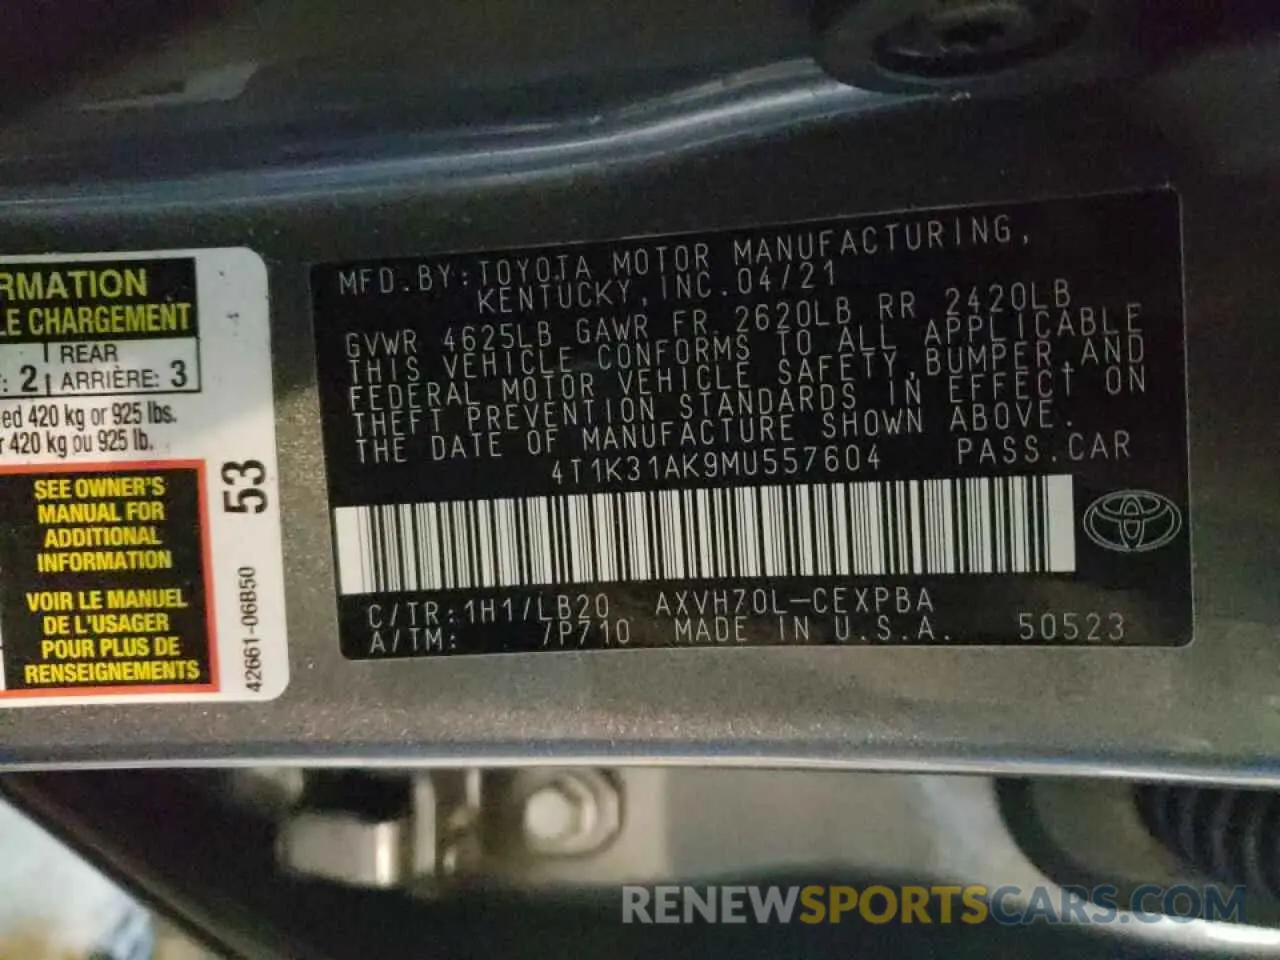 RMATION
LE CHARGEMENT
REAR
: 2 ARRIÈRE: 3
ed 420 kg or 925 lbs.
r 420 kg ou 925 lb.
SEE OWNER'S
MANUAL FOR
ADDITIONAL
INFORMATION
VOIR LE MANUEL
DE L'USAGER
POUR PLUS DE
RENSEIGNEMENTS
53
42661-06B50
MFD.BY:TOYOTA MOTOR MANUFACTURING,
KENTUCKY,INC.04/21
GVWR 4625LB GAWR FR 2620LB RR 2420LB
THIS VEHICLE CONFORMS TO ALL APPLICABLE
FEDERAL MOTOR VEHICLE SAFETY,BUMPER,AND
THEFT PREVENTION STANDARDS IN EFFECT ON
THE DATE OF MANUFACTURE SHOWN ABOVE.
4T1K31AK9MU557604 PASS.CAR
C/TR:1H1/LB20 AXVH70L-CEXPBA
A/TM: /P710 MADE IN U.S.A. 50523
RENEWSPORTSCARS.COM